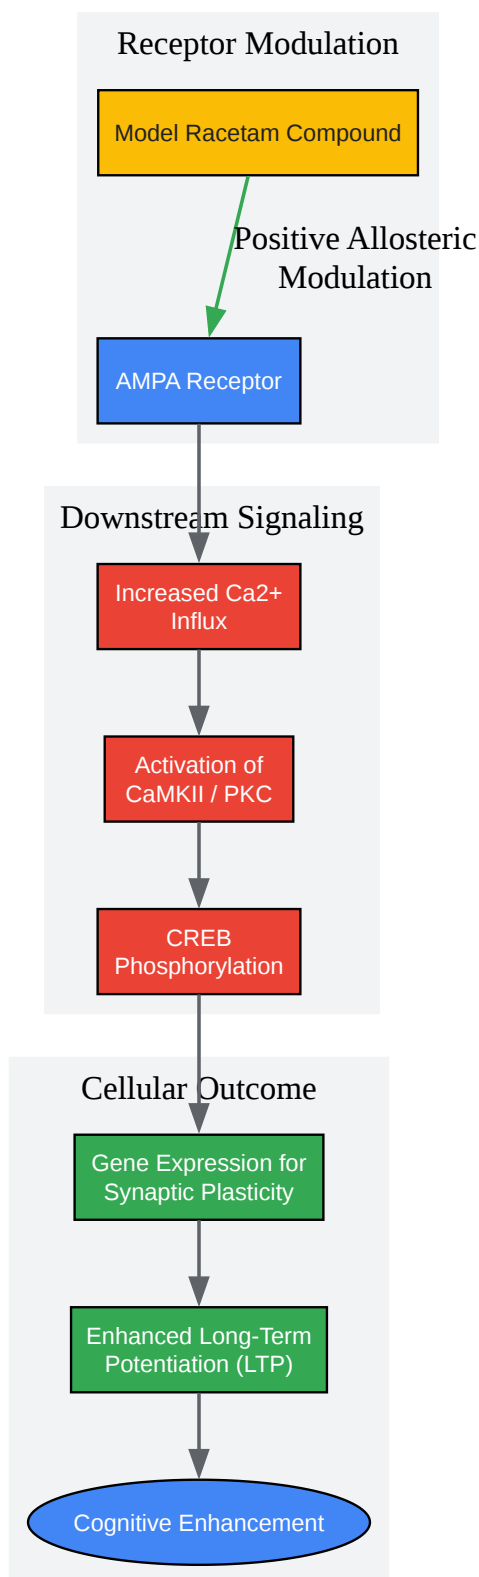 Receptor Modulation
Model Racetam Compound
Positive Allosteric
Modulation
AMPA Receptor
Downstream Signaling
Increased Ca2+
Influx
Activation of
CaMKII / PKC
CREB
Phosphorylation
Cellular Outcome
Gene Expression for
Synaptic Plasticity
Enhanced Long-Term
Potentiation (LTP)
Cognitive Enhancement